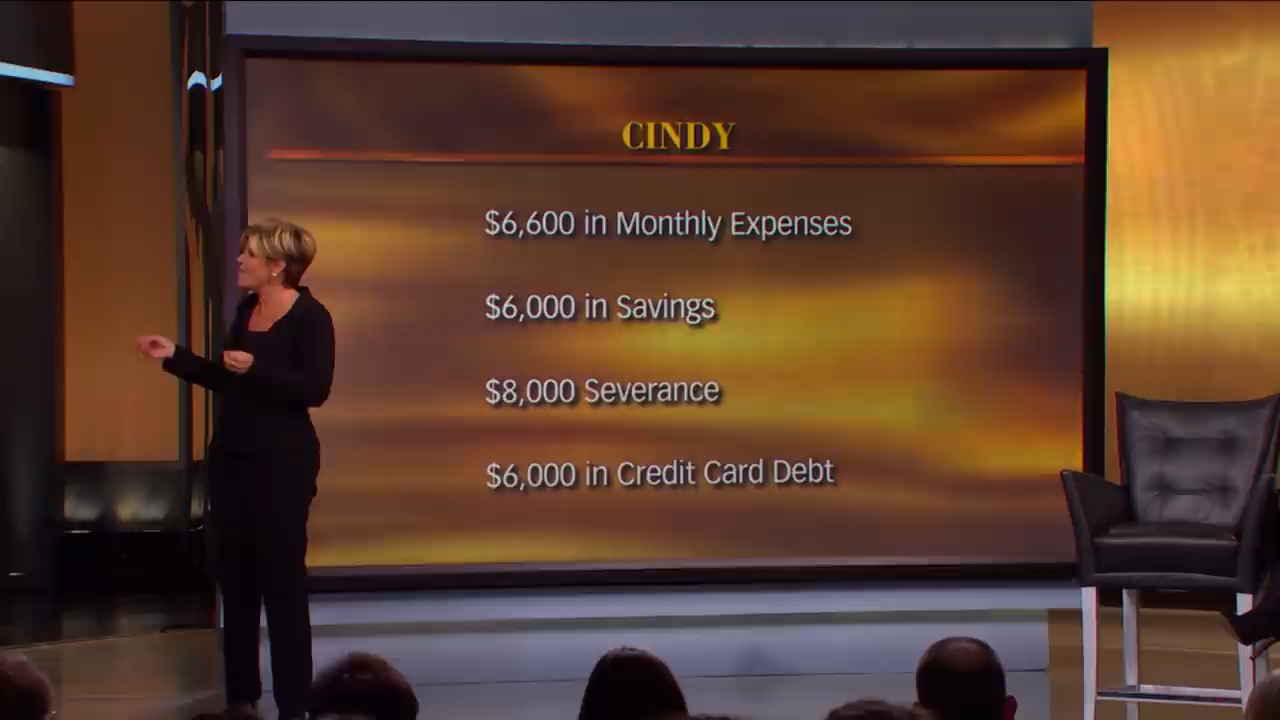 CINDY
$6,600 in Monthly Expenses
$6,000 in Savings
$8,000 Severance
$6,000 in Credit Card Debt